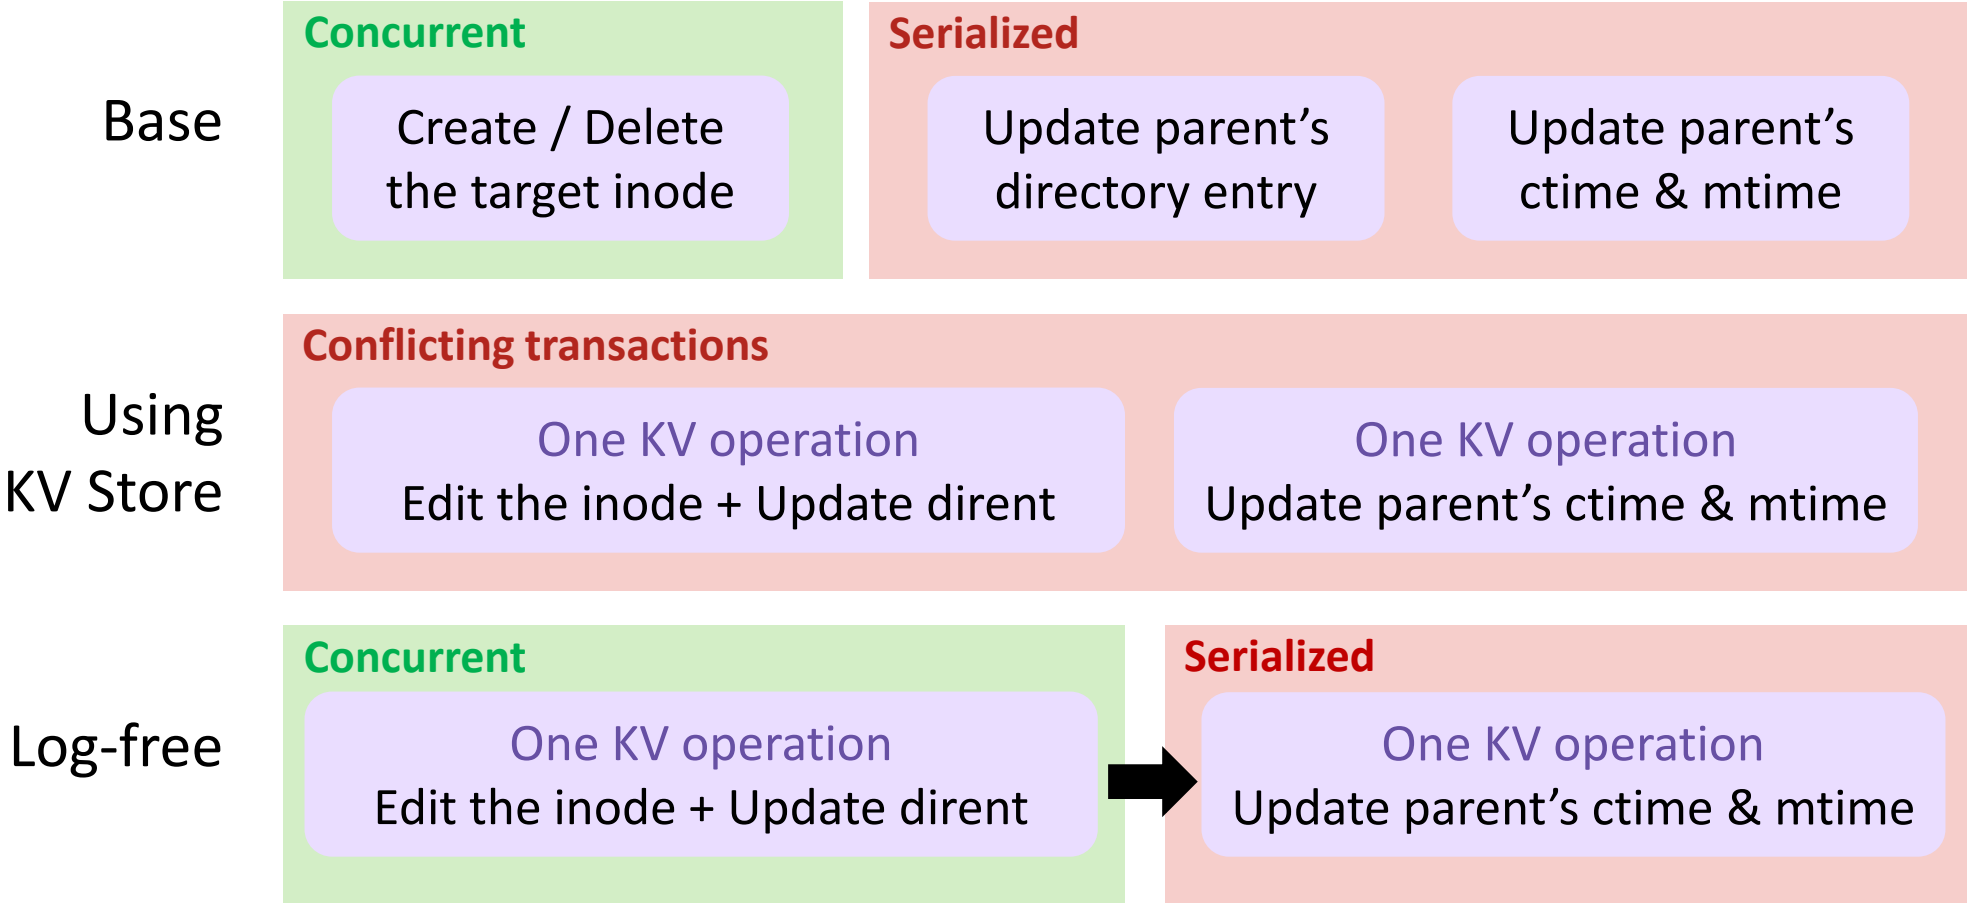 Base
Concurrent
Create / Delete
the target inode
Serialized
Update parent’s
directory entry
Update parent’s
ctime & mtime
Using
KV Store
Conflicting transactions
One KV operation
Edit the inode + Update dirent
One KV operation
Update parent’s ctime & mtime
Log-free
Concurrent
One KV operation
Edit the inode + Update dirent
Serialized
One KV operation
Update parent’s ctime & mtime